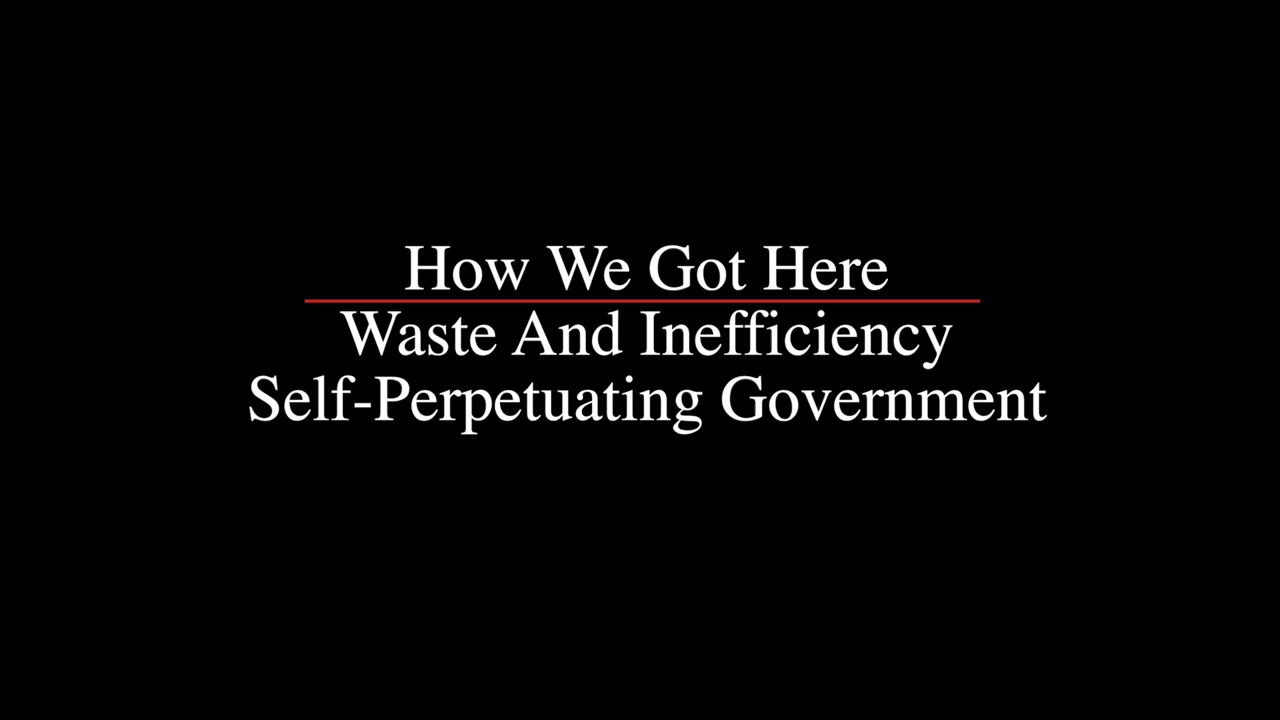 How We Got Here
Waste And Inefficiency
Self-Perpetuating Government